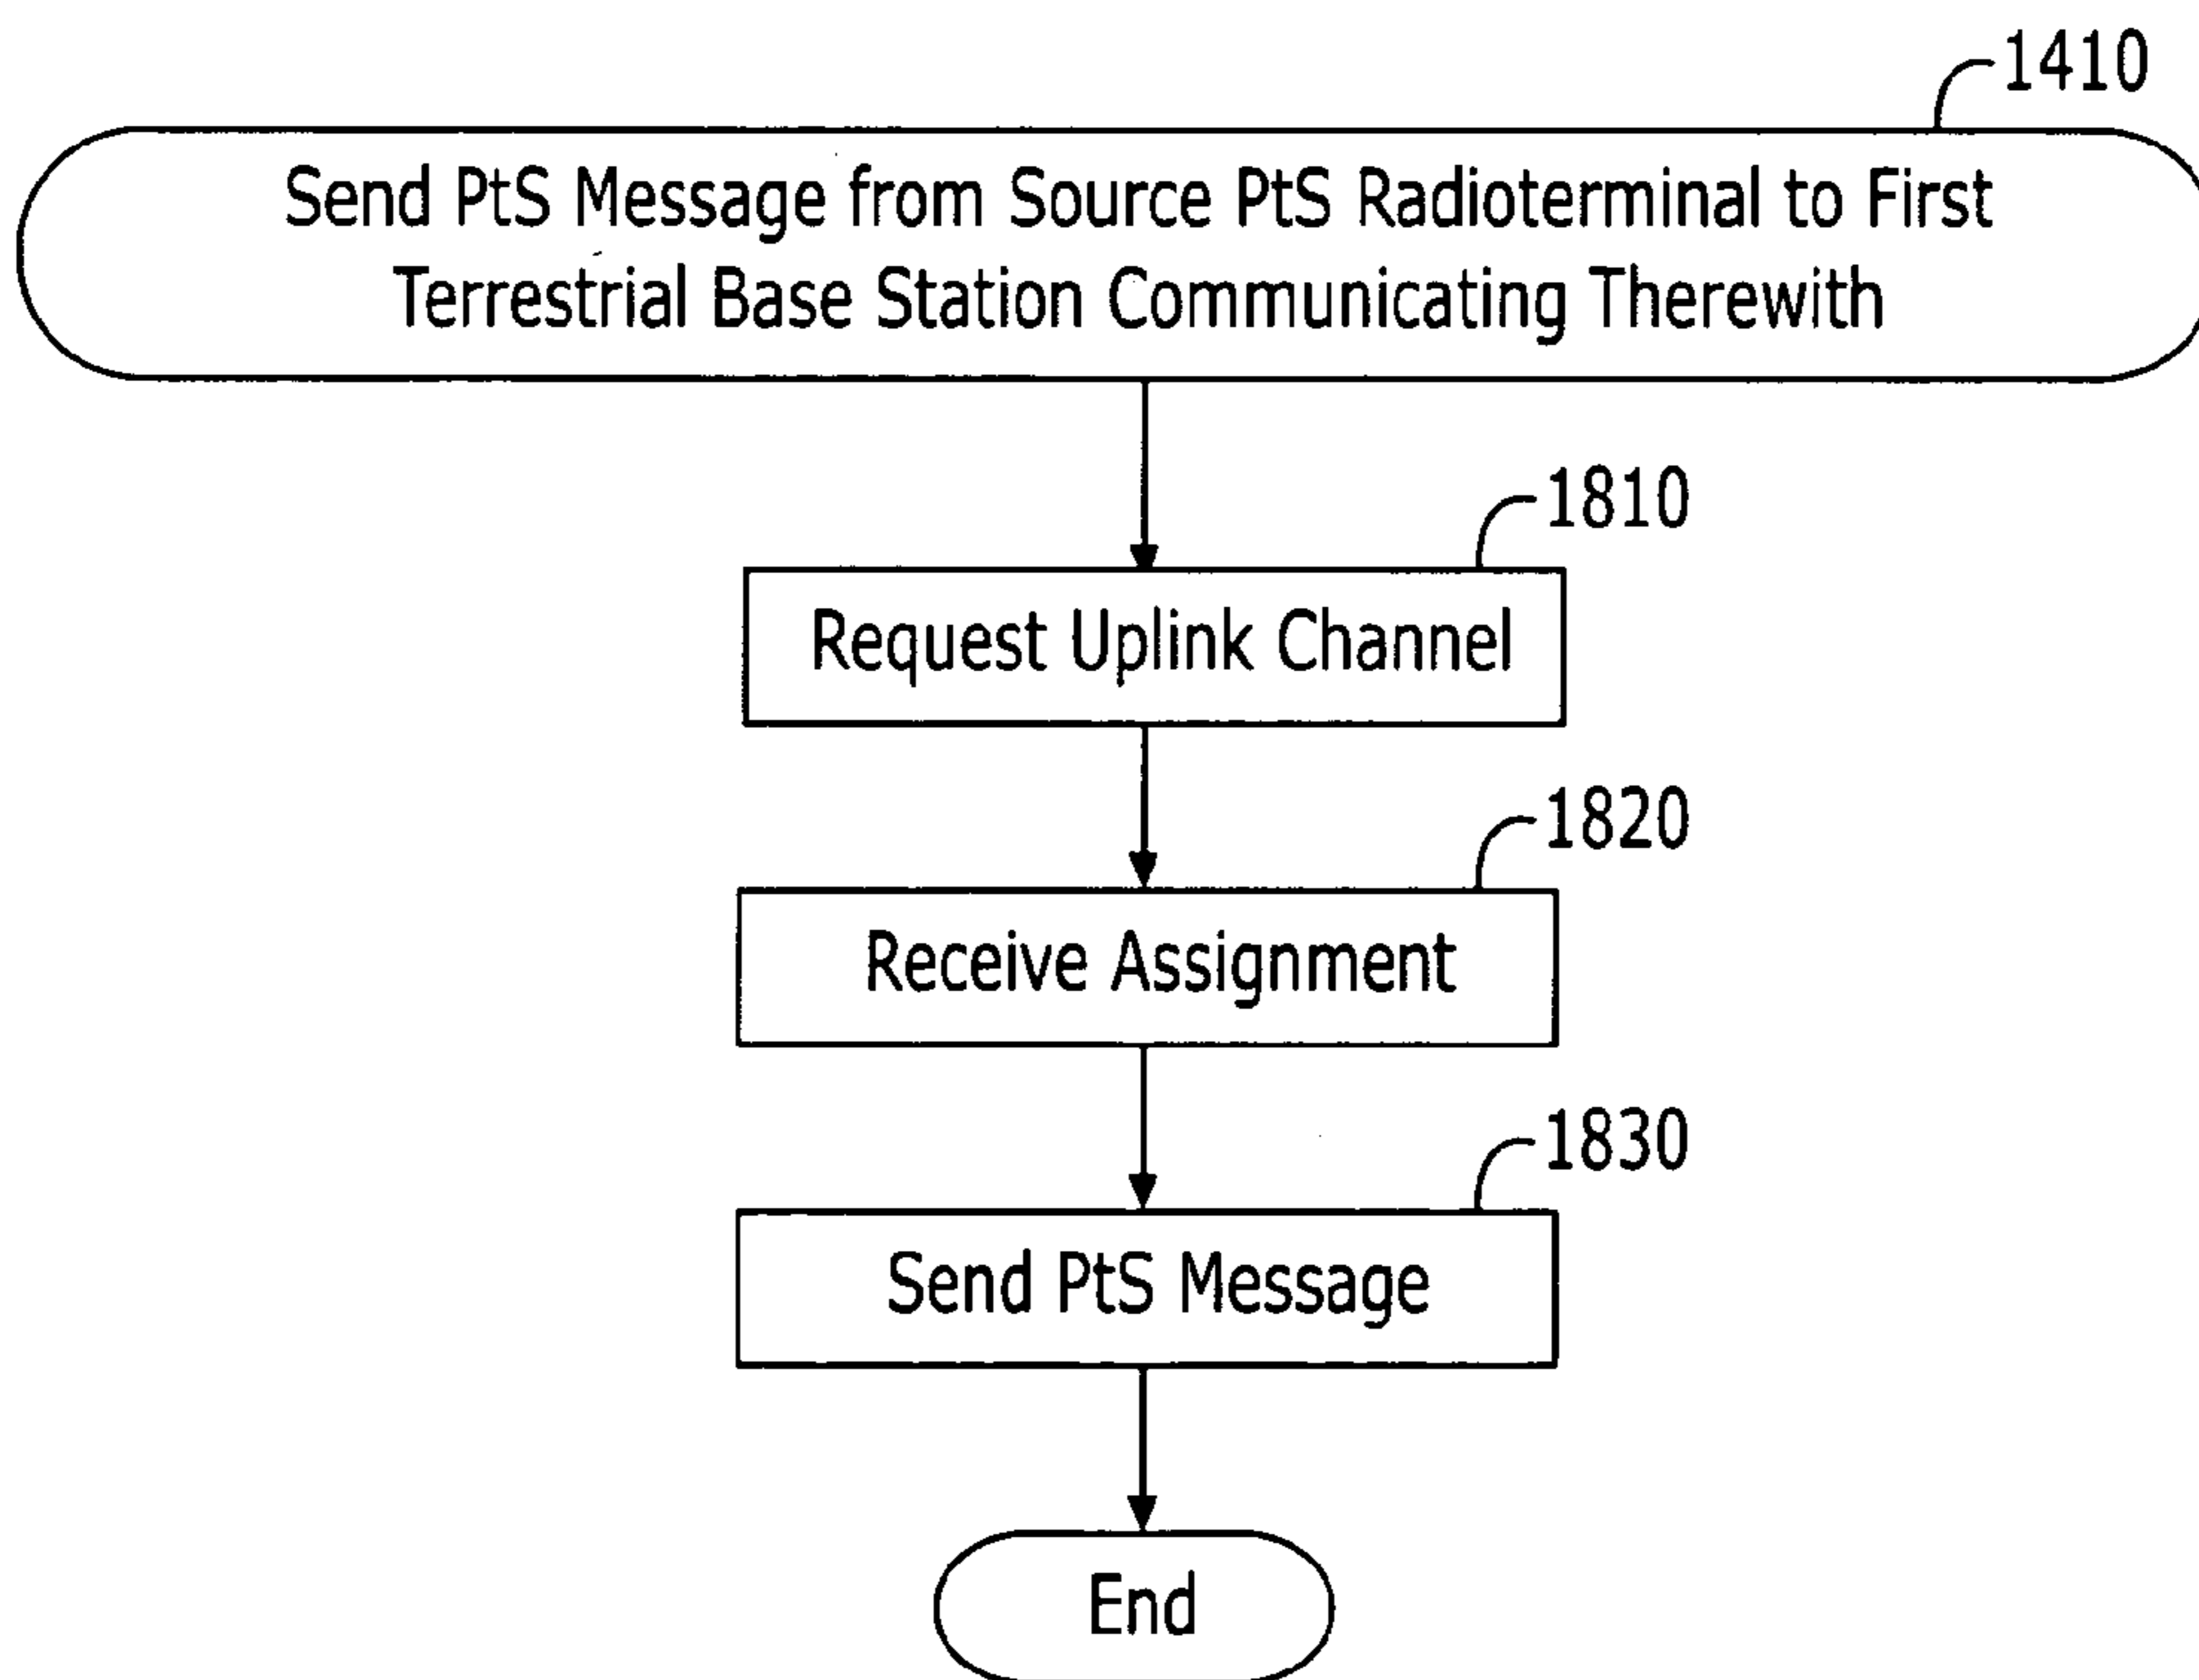 1410
Send PtS Message from Source PtS Radioterminal to First
Terrestrial Base Station Communicating Therewith
1810
Request Uplink Channel
1820
Receive Assignment
1830
Send PtS Message
End